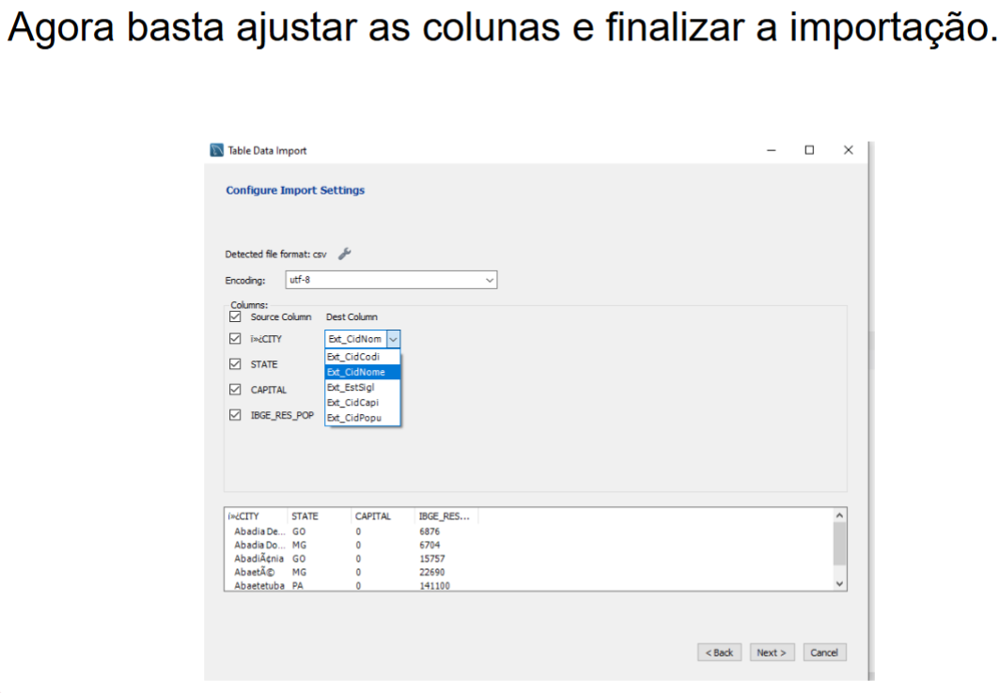 Agora basta ajustar as colunas e finalizar a importação.
Table Data Import
Configure Import Settings
Detected file format: csv
Encoding: utf-8
Columns:
Source Column Dest Column
ï»¿CITY Ext_CidNom
Ext_CidCodi
STATE Ext_CidNome
CAPITAL Ext_EstSigl
Ext_CidCapi
IBGE_RES_POP Ext_CidPopu
ï»¿CITY STATE CAPITAL IBGE_RES...
Abadia De... GO 0 6876
Abadia Do... MG 0 6704
AbadiÃ¢nia GO 0 15757
AbaetÃ© MG 0 22690
Abaetetuba PA 0 141100
< Back Next > Cancel